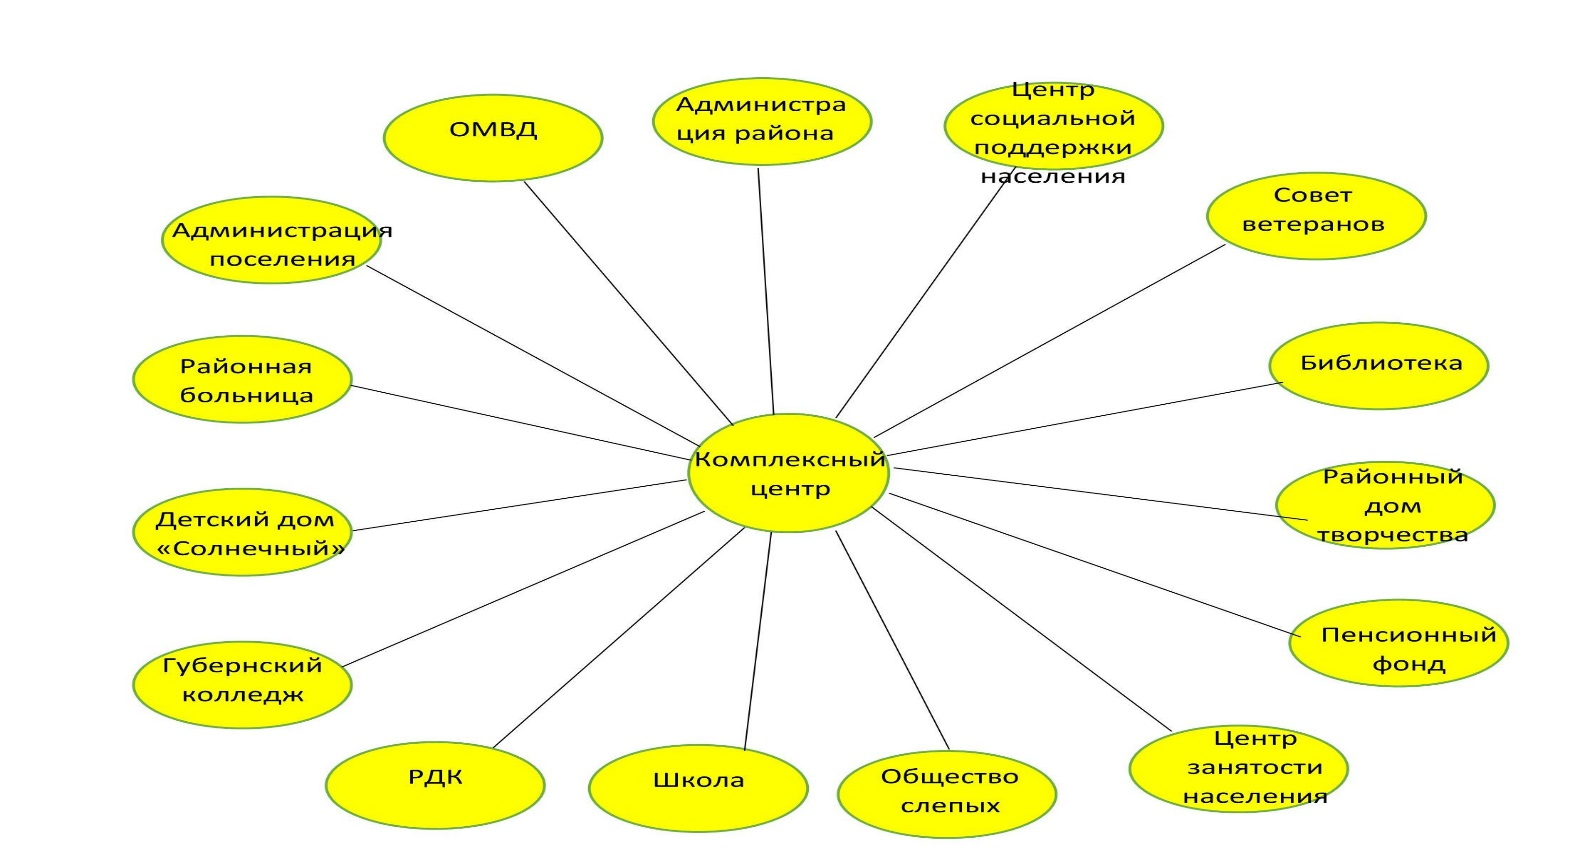 ОМВД
Администра
ция района
Центр
социальной
поддержки
населения
Совет
ветеранов
Администрация
поселения
Районная
больница
Библиотека
Комплексный
центр
Районный
дом
творчества
Детский дом
«Солнечный»
Пенсионный
фонд
Губернский
колледж
Центр
занятости
населения
РДК
Школа
Общество
слепых